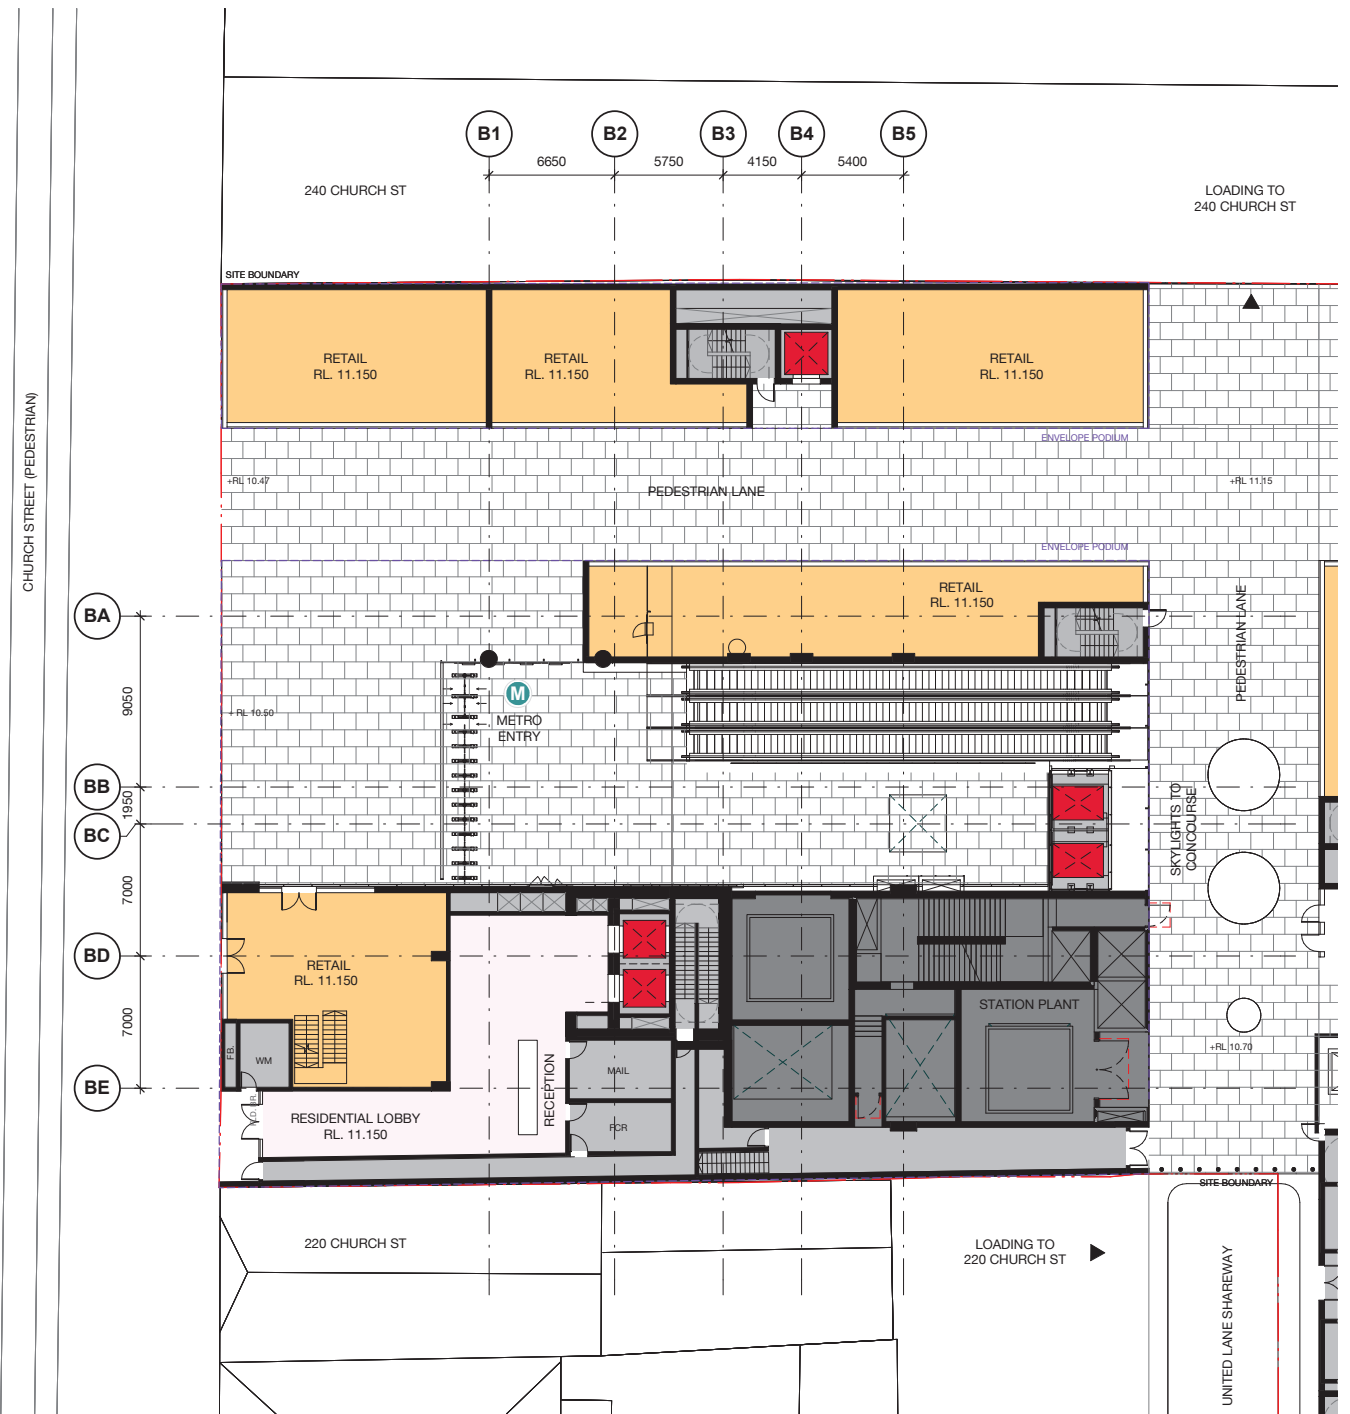 B1
B2
B3
B4
B5
6650
5750
4150
5400
240 CHURCH ST
LOADING TO
240 CHURCH ST
SITE BOUNDARY
RETAIL
RL. 11.150
RETAIL
RL. 11.150
RETAIL
RL. 11.150
CHURCH STREET (PEDESTRIAN)
ENVELOPE PODIUM
+RL 10.47
PEDESTRIAN LANE
+RL 11.15
ENVELOPE PODIUM
RETAIL
RL. 11.150
PEDESTRIAN LANE
BA
9050
M
METRO
ENTRY
+ RL 10.50
BB
1950
BC
SKYLIGHTS TO
CONCOURSE
7000
BD
RETAIL
RL. 11.150
STATION PLANT
7000
F.B.
WM
+RL 10.70
MAIL
RECEPTION
BE
RESIDENTIAL LOBBY
RL. 11.150
FCR
SITE BOUNDARY
220 CHURCH ST
LOADING TO
220 CHURCH ST
UNITED LANE SHAREWAY